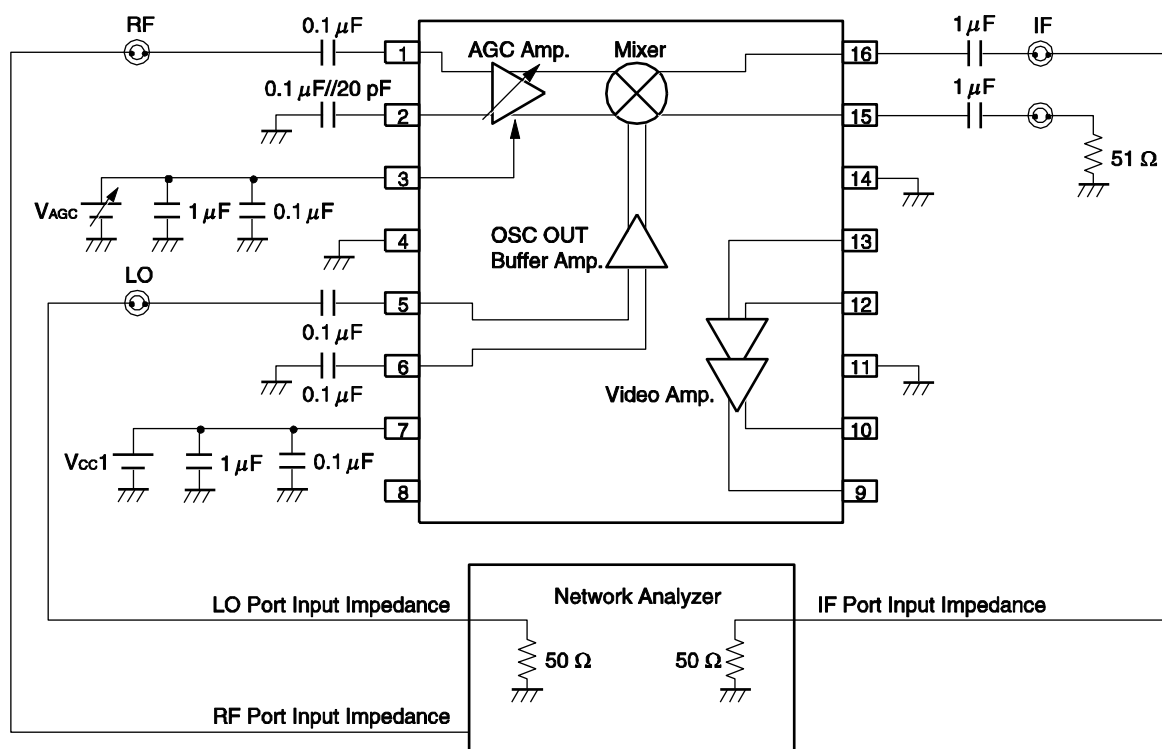 RF
0.1 μF
1
AGC Amp.
Mixer
16
1 μF
IF
0.1 μF//20 pF
2
15
1 μF
51 Ω
3
14
VAGC
1 μF
0.1 μF
4
OSC OUT
Buffer Amp.
13
LO
5
0.1 μF
12
6
0.1 μF
11
Video Amp.
7
10
VCC1
1 μF
0.1 μF
8
9
LO Port Input Impedance
Network Analyzer
IF Port Input Impedance
50 Ω
50 Ω
RF Port Input Impedance